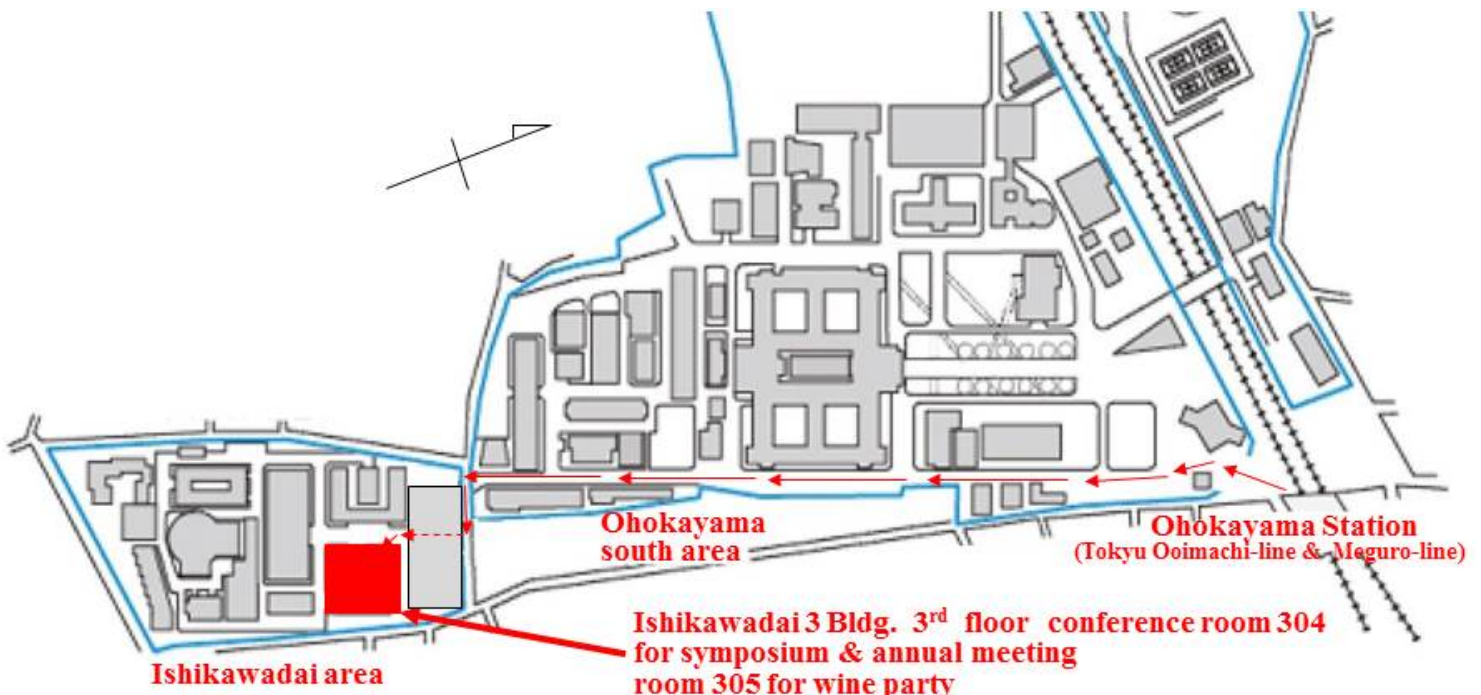 Ohokayama
south area
Ohokayama Station
(Tokyu Ooimachi-line & Meguro-line)
Ishikawadai 3 Bldg. 3rd floor conference room 304
for symposium & annual meeting
room 305 for wine party
Ishikawadai area